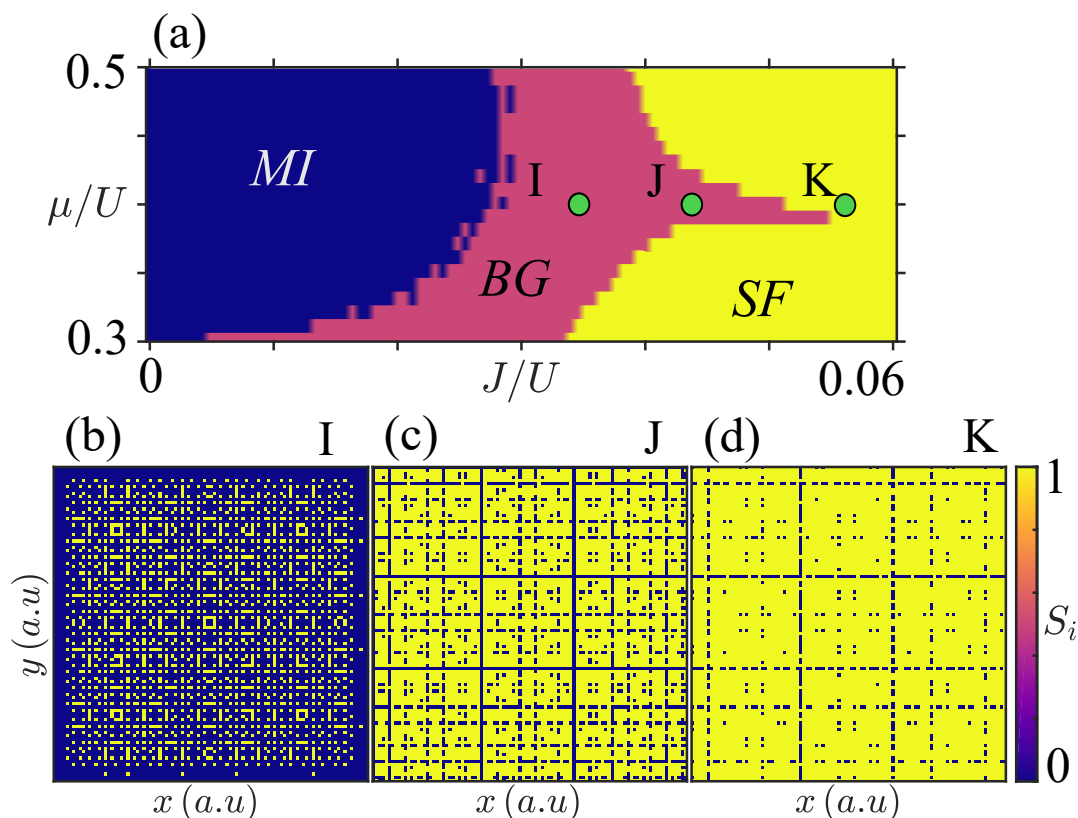 (a)
0.5
MI
I
J
K
μ/U
BG
SF
0.3
0
J/U
0.06
(b)
I
(c)
J
(d)
K
1
y (a.u)
S_i
0
x (a.u)
x (a.u)
x (a.u)